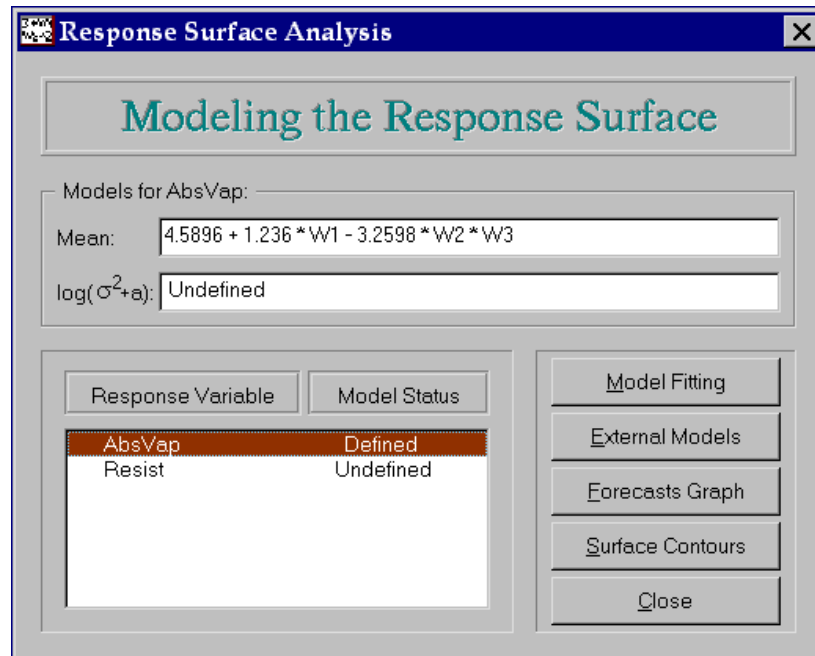 Response Surface Analysis
Modeling the Response Surface
Models for AbsVap:
Mean: 4.5896 + 1.236 * W1 - 3.2598 * W2 * W3
log(σ²+a): Undefined
Response Variable Model Status
AbsVap Defined
Resist Undefined
Model Fitting
External Models
Forecasts Graph
Surface Contours
Close